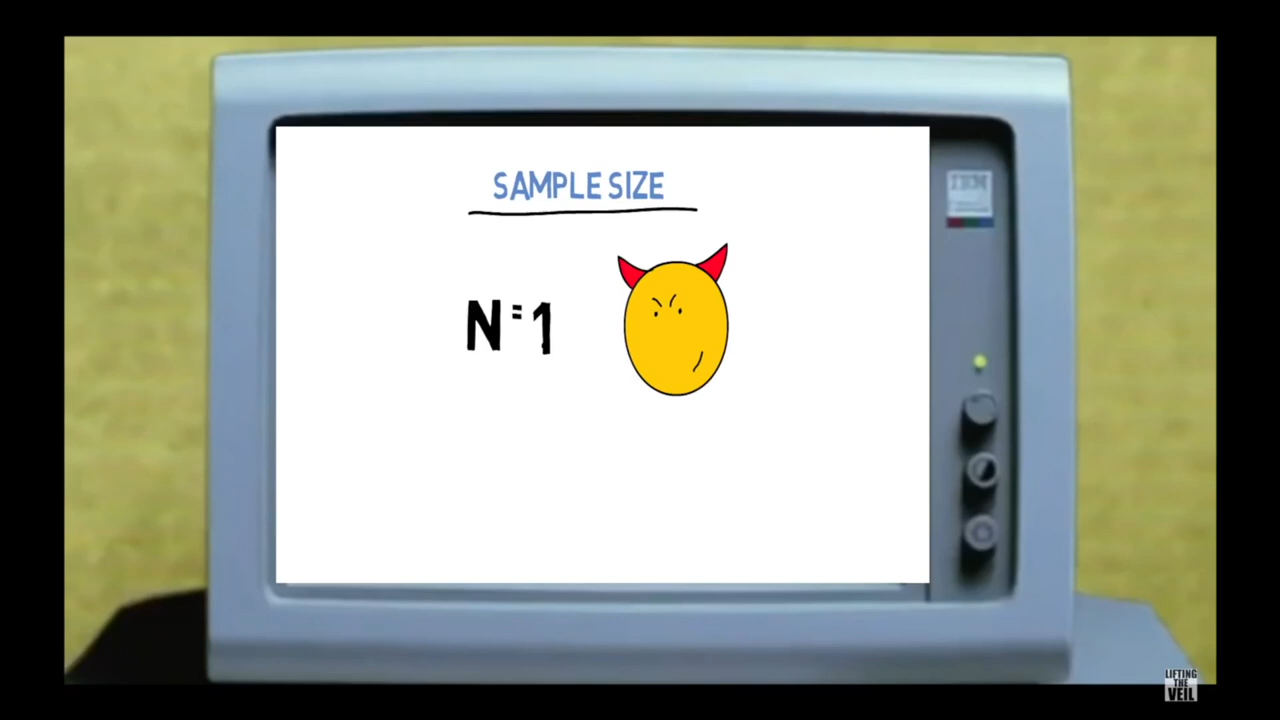 SAMPLE SIZE
N=1
IBM
LIFTING
THE
VEIL